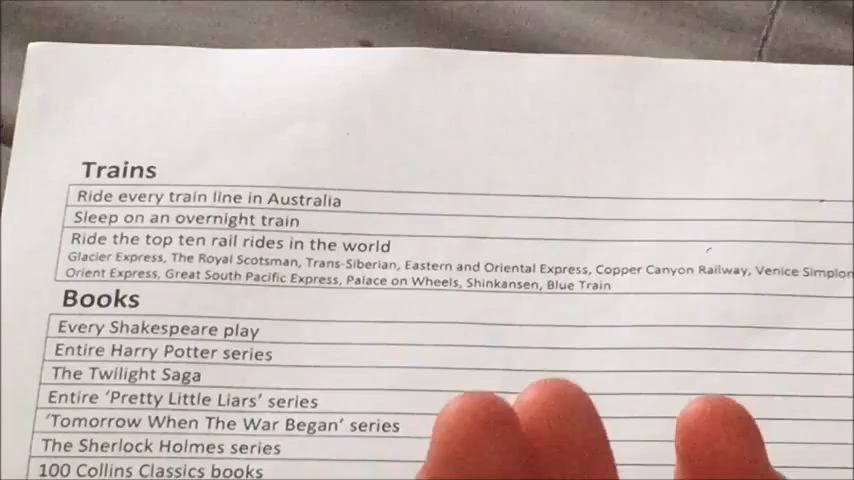 Trains
Ride every train line in Australia
Sleep on an overnight train
Ride the top ten rail rides in the world
Glacier Express, The Royal Scotsman, Trans-Siberian, Eastern and Oriental Express, Copper Canyon Railway, Venice Simplon
Orient Express, Great South Pacific Express, Palace on Wheels, Shinkansen, Blue Train
Books
Every Shakespeare play
Entire Harry Potter series
The Twilight Saga
Entire ‘Pretty Little Liars’ series
‘Tomorrow When The War Began’ series
The Sherlock Holmes series
100 Collins Classics books